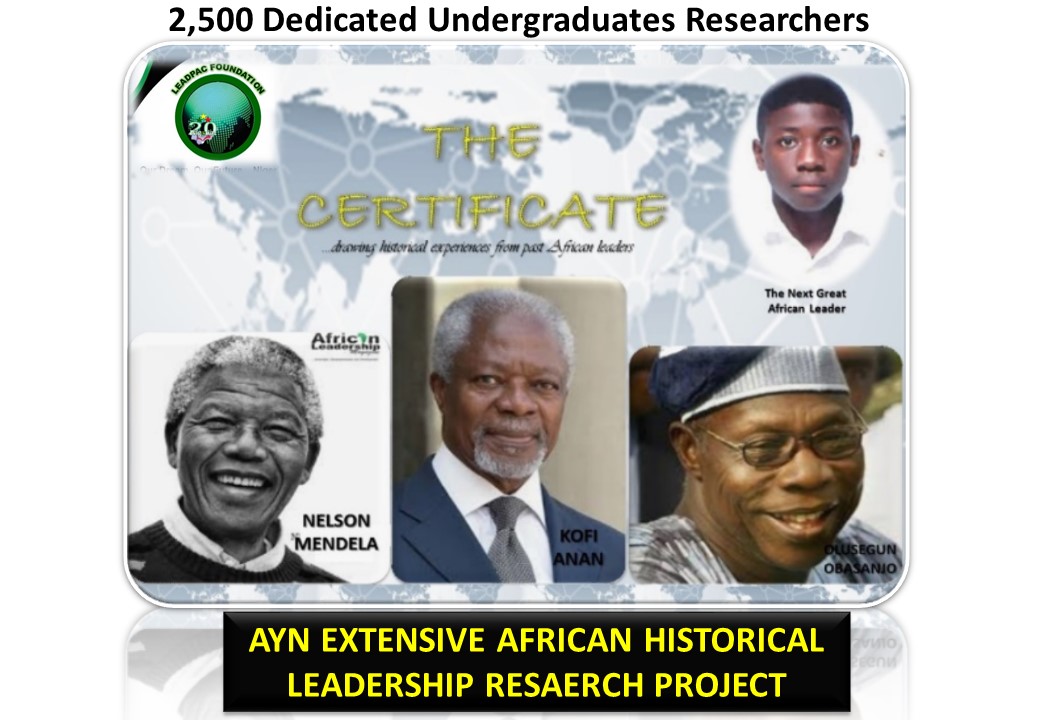 2,500 Dedicated Undergraduates Researchers
LEADPAC FOUNDATION
20
THE
CERTIFICATE
...drawing historical experiences from past African leaders
The Next Great
African Leader
African
Leadership
NELSON
MENDELA
KOFI
ANAN
OLUSEGUN
OBASANJO
AYN EXTENSIVE AFRICAN HISTORICAL
LEADERSHIP RESAERCH PROJECT